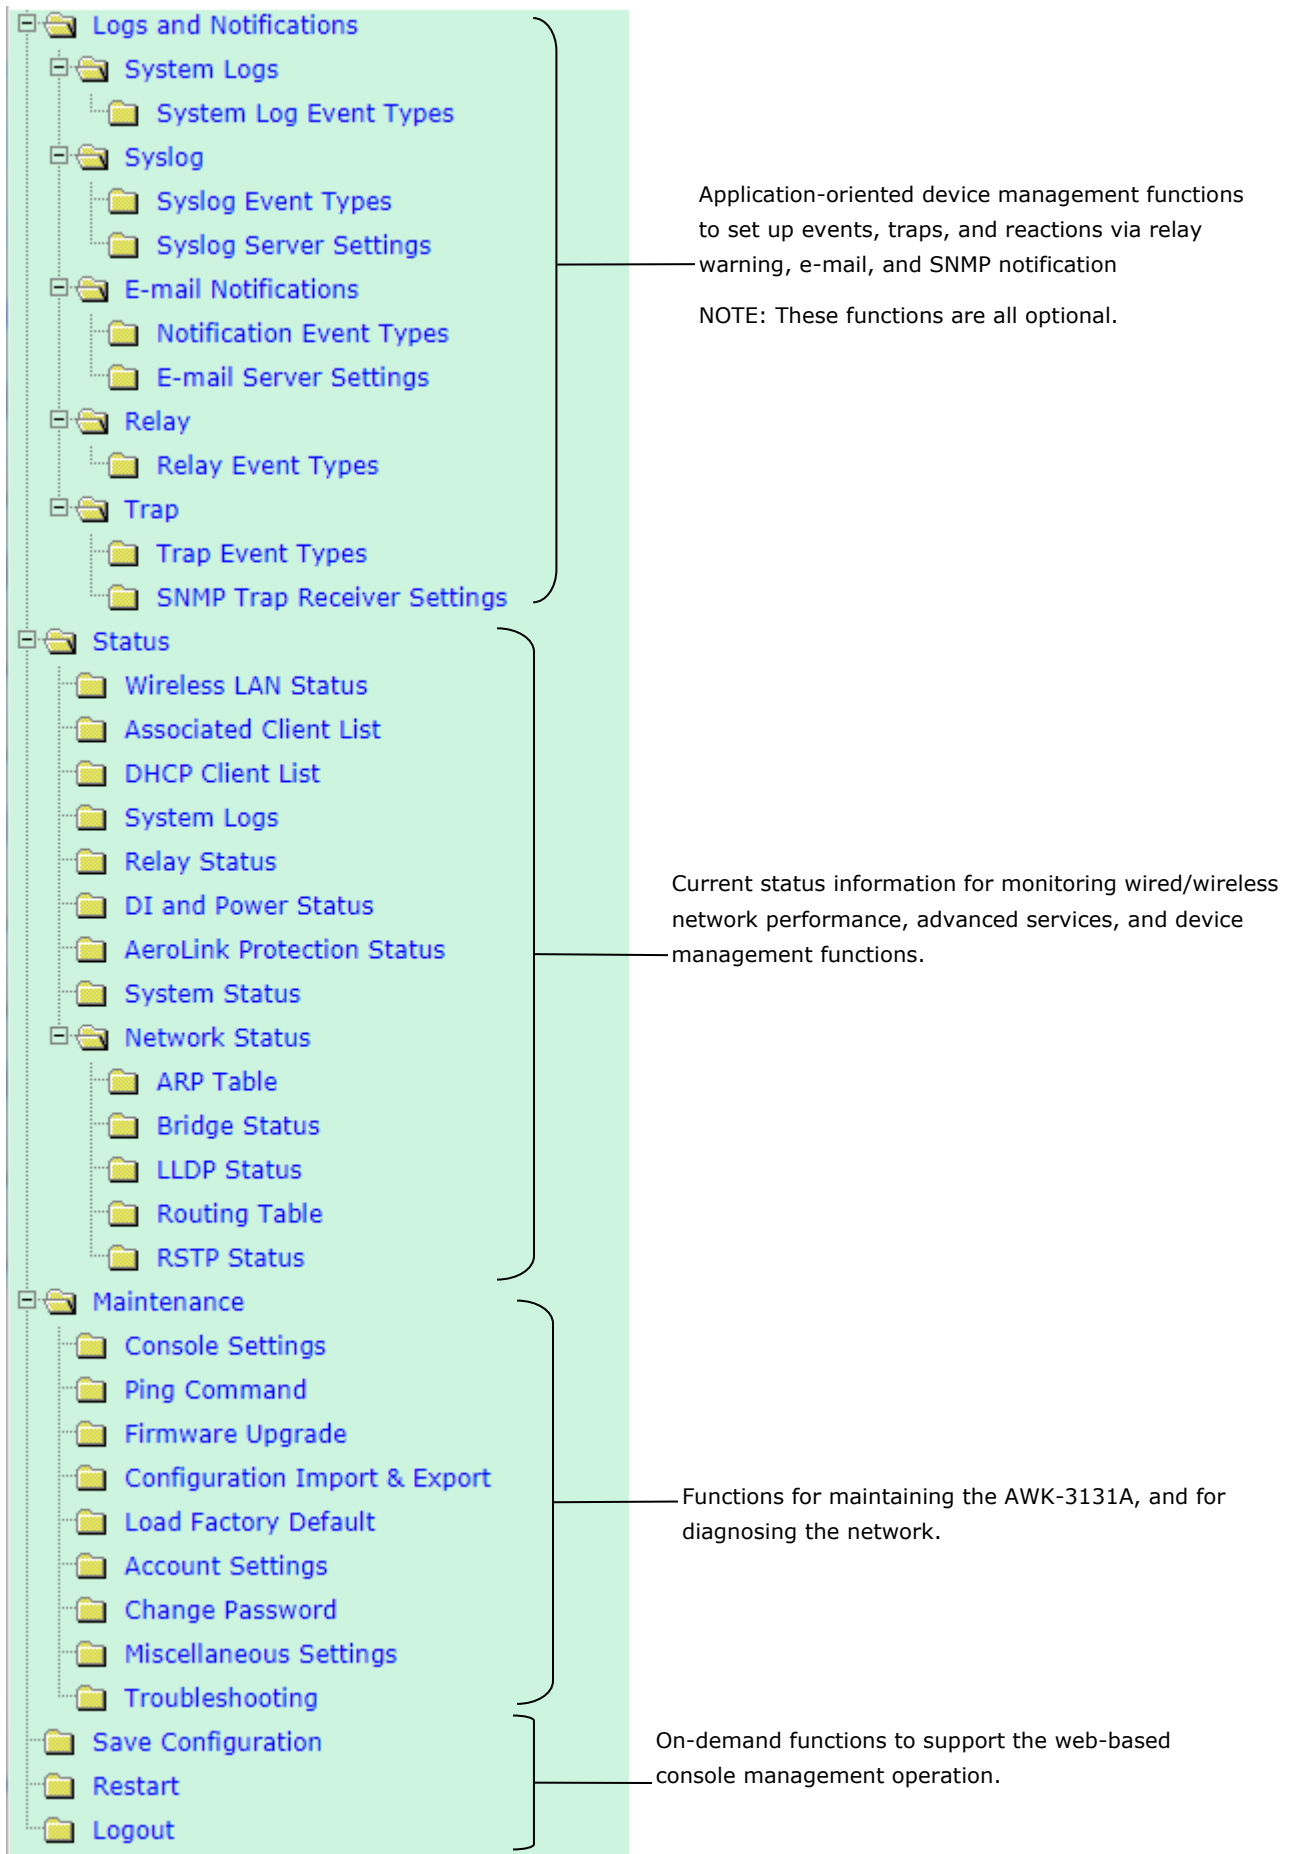 Logs and Notifications
System Logs
System Log Event Types
Syslog
Syslog Event Types
Syslog Server Settings
E-mail Notifications
Notification Event Types
E-mail Server Settings
Relay
Relay Event Types
Trap
Trap Event Types
SNMP Trap Receiver Settings
Application-oriented device management functions
to set up events, traps, and reactions via relay
warning, e-mail, and SNMP notification
NOTE: These functions are all optional.
Status
Wireless LAN Status
Associated Client List
DHCP Client List
System Logs
Relay Status
DI and Power Status
AeroLink Protection Status
System Status
Network Status
ARP Table
Bridge Status
LLDP Status
Routing Table
RSTP Status
Current status information for monitoring wired/wireless
network performance, advanced services, and device
management functions.
Maintenance
Console Settings
Ping Command
Firmware Upgrade
Configuration Import & Export
Load Factory Default
Account Settings
Change Password
Miscellaneous Settings
Troubleshooting
Functions for maintaining the AWK-3131A, and for
diagnosing the network.
Save Configuration
Restart
Logout
On-demand functions to support the web-based
console management operation.